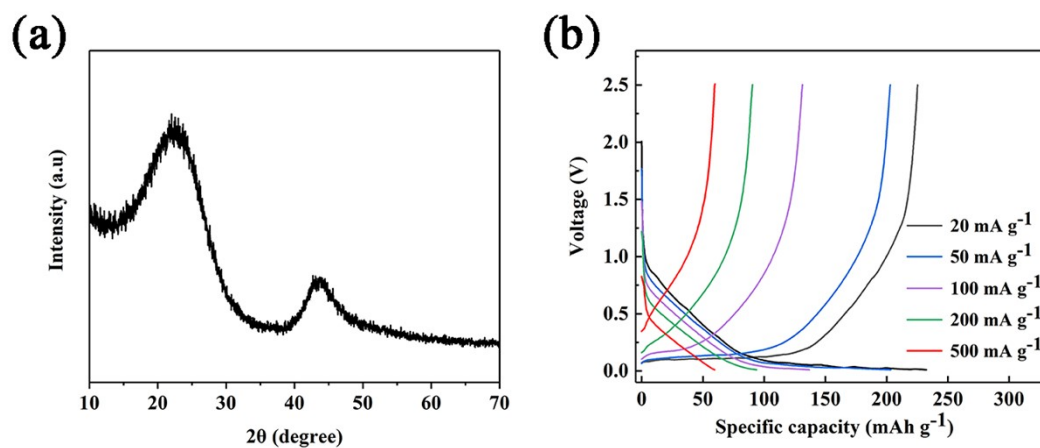 (a)
Intensity (a.u)
10 20 30 40 50 60 70
2θ (degree)
(b)
Voltage (V)
2.5
2.0
1.5
1.0
0.5
0.0
20 mA g⁻¹
50 mA g⁻¹
100 mA g⁻¹
200 mA g⁻¹
500 mA g⁻¹
0 50 100 150 200 250 300
Specific capacity (mAh g⁻¹)